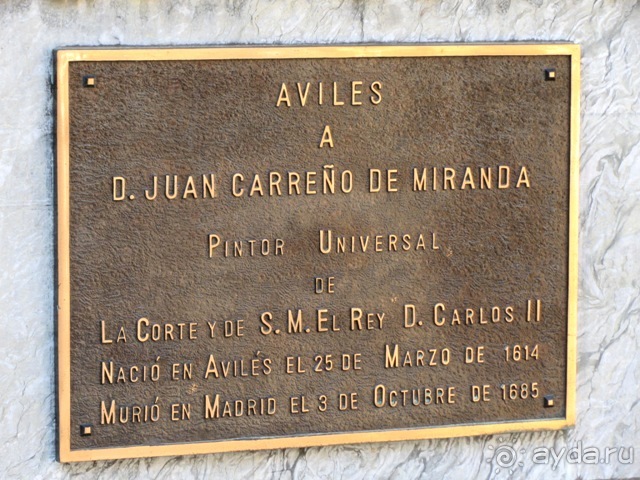 AVILES
A
D. JUAN CARREÑO DE MIRANDA
PINTOR UNIVERSAL
DE
LA CORTE Y DE S. M. EL REY D. CARLOS II
NACIÓ EN AVILÉS EL 25 DE MARZO DE 1614
MURIÓ EN MADRID EL 3 DE OCTUBRE DE 1685
ayda.ru